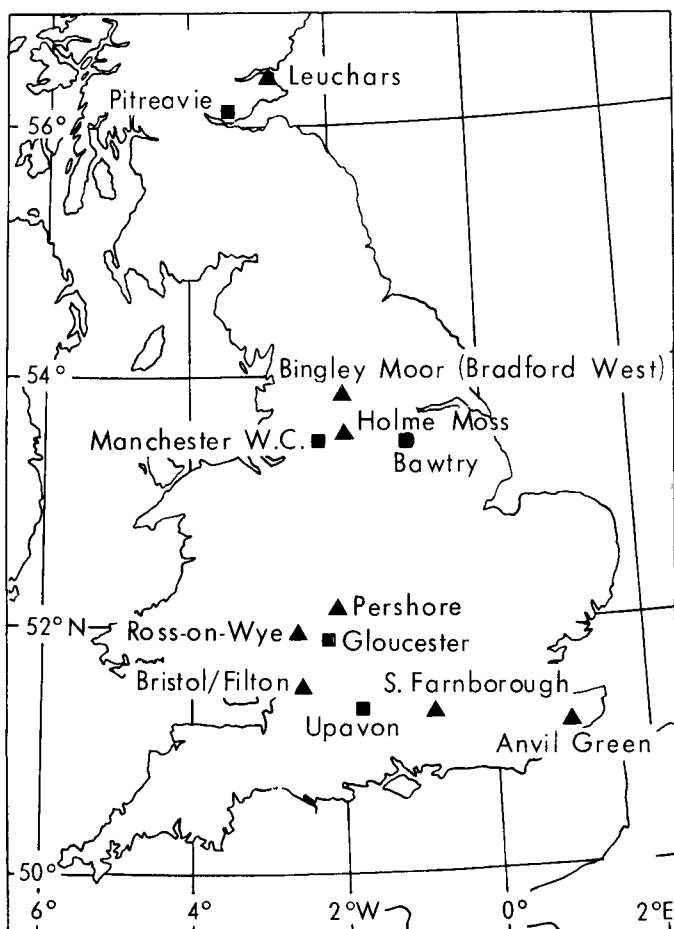 Leuchars
Pitreavie
56°
54°
Bingley Moor (Bradford West)
Holme Moss
Manchester W.C.
Bawtry
Pershore
52°N
Ross-on-Wye
Gloucester
Bristol/Filton
S. Farnborough
Upavon
Anvil Green
50°
6° 4° 2°W 0° 2°E